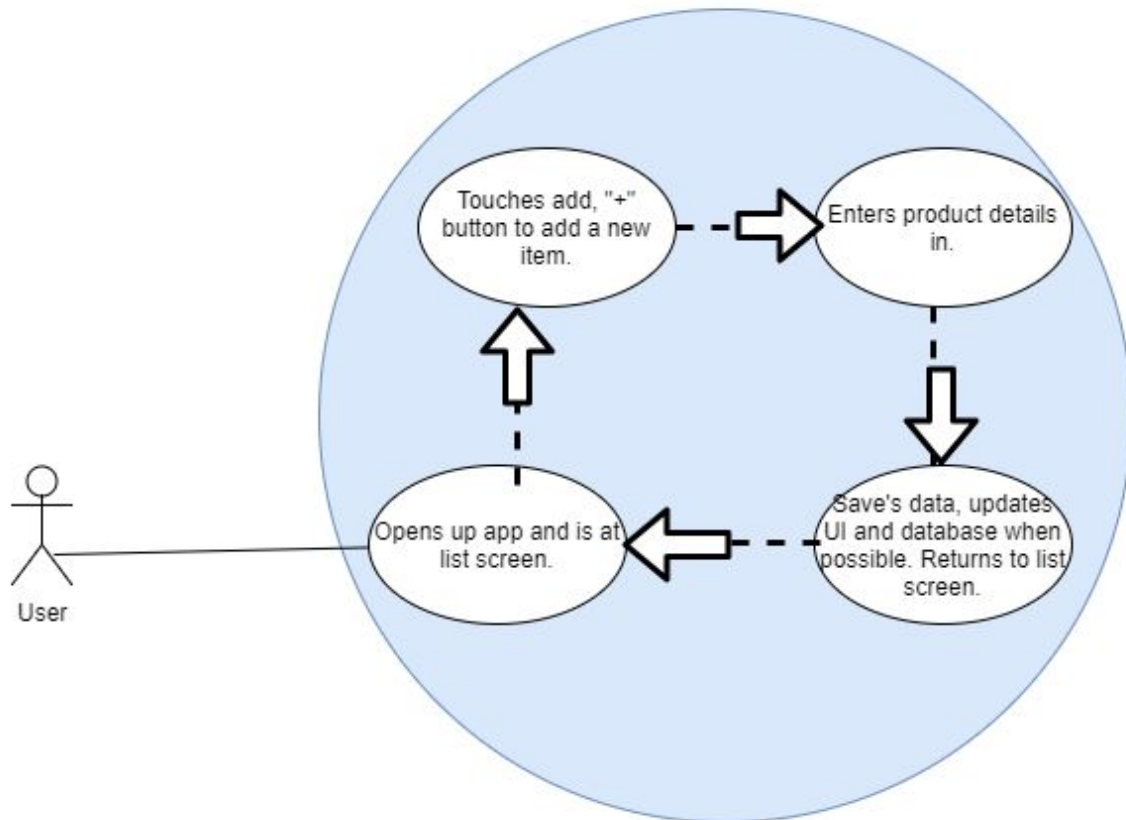 Touches add, "+"
button to add a new
item.
Enters product details
in.
Opens up app and is at
list screen.
Save's data, updates
UI and database when
possible. Returns to list
screen.
User